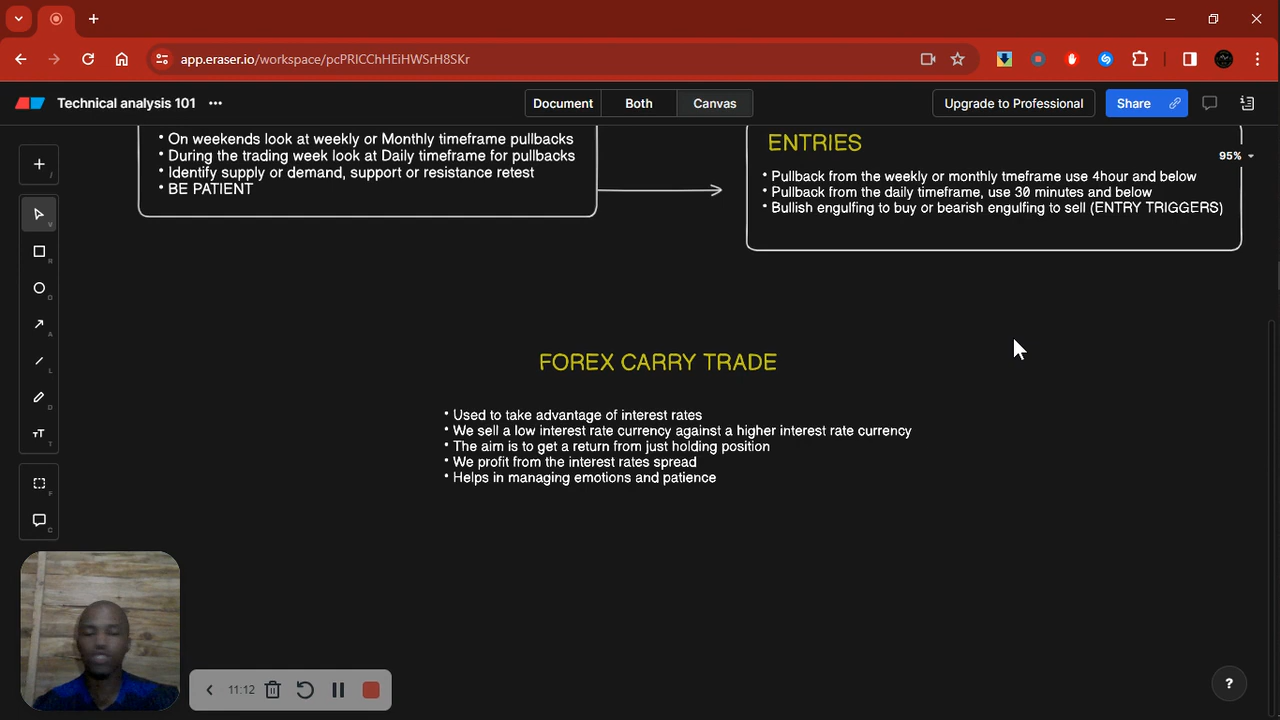 app.eraser.io/workspace/pcPRICChHEiHWSrH8SKr
Technical analysis 101
Document
Both
Canvas
Upgrade to Professional
Share
95%
• On weekends look at weekly or Monthly timeframe pullbacks
• During the trading week look at Daily timeframe for pullbacks
• Identify supply or demand, support or resistance retest
• BE PATIENT
ENTRIES
• Pullback from the weekly or monthly tmeframe use 4hour and below
• Pullback from the daily timeframe, use 30 minutes and below
• Bullish engulfing to buy or bearish engulfing to sell (ENTRY TRIGGERS)
FOREX CARRY TRADE
• Used to take advantage of interest rates
• We sell a low interest rate currency against a higher interest rate currency
• The aim is to get a return from just holding position
• We profit from the interest rates spread
• Helps in managing emotions and patience
11:12
?